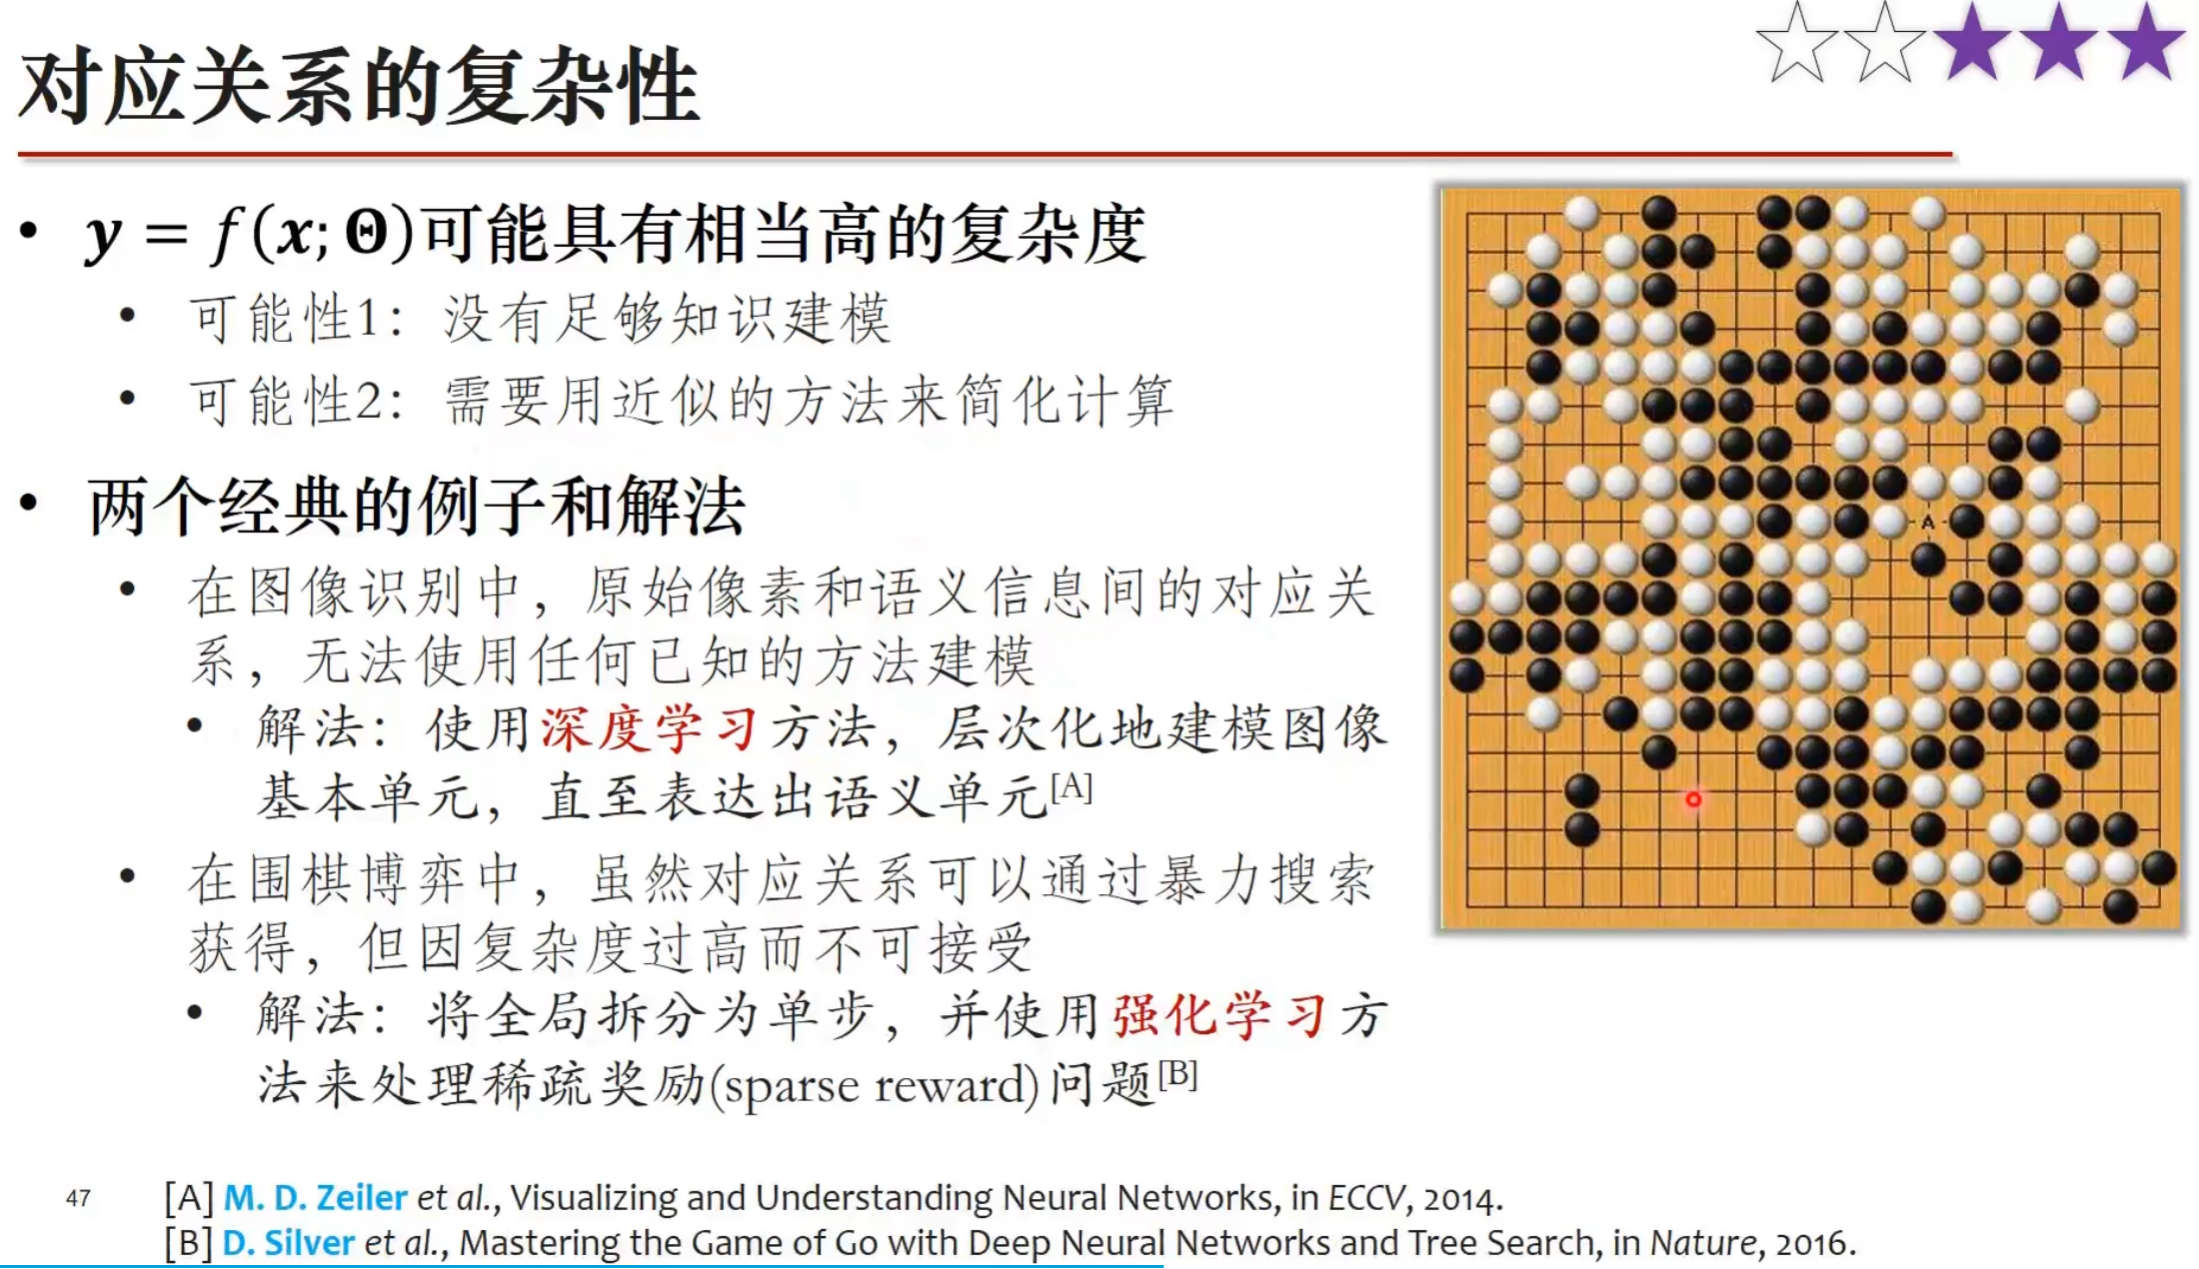 对应关系的复杂性
• y = f(x; Θ)可能具有相当高的复杂度
• 可能性1：没有足够知识建模
• 可能性2：需要用近似的方法来简化计算
• 两个经典的例子和解法
• 在图像识别中，原始像素和语义信息间的对应关
系，无法使用任何已知的方法建模
• 解法：使用深度学习方法，层次化地建模图像
基本单元，直至表达出语义单元[A]
• 在围棋博弈中，虽然对应关系可以通过暴力搜索
获得，但因复杂度过高而不可接受
• 解法：将全局拆分为单步，并使用强化学习方
法来处理稀疏奖励(sparse reward)问题[B]
A
47
[A] M. D. Zeiler et al., Visualizing and Understanding Neural Networks, in ECCV, 2014.
[B] D. Silver et al., Mastering the Game of Go with Deep Neural Networks and Tree Search, in Nature, 2016.